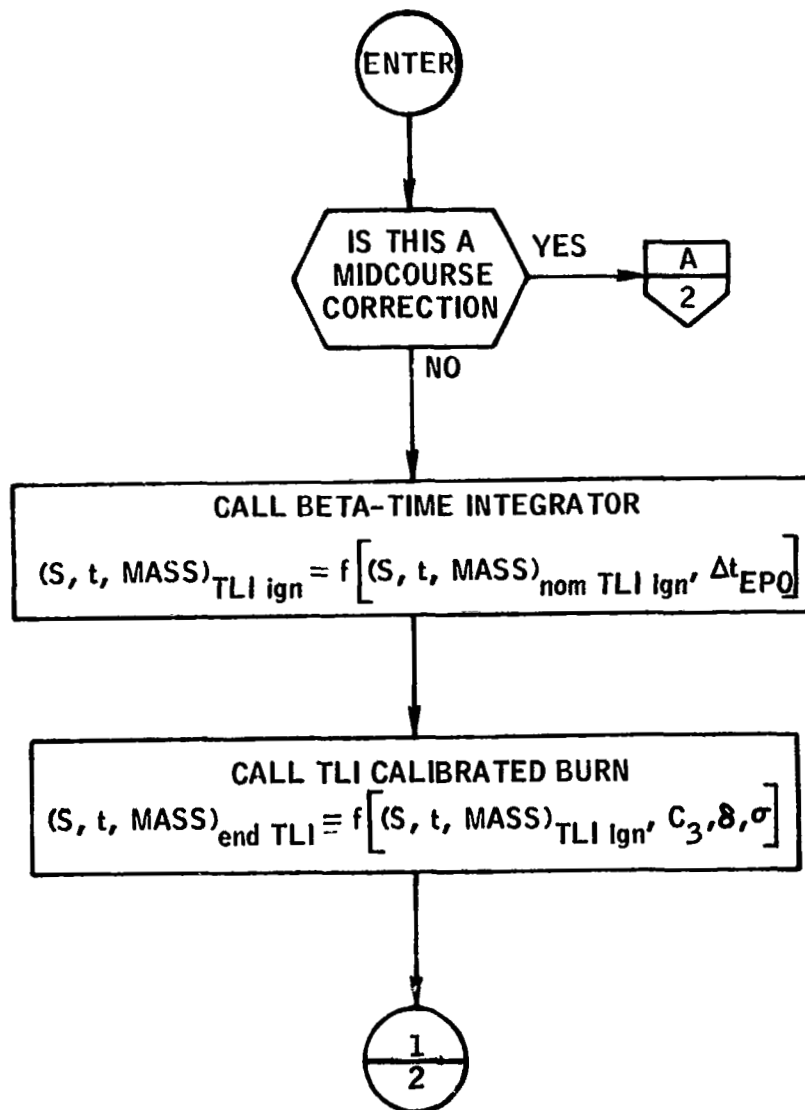 ENTER
IS THIS A
MIDCOURSE
CORRECTION
YES
A
2
NO
CALL BETA-TIME INTEGRATOR
(S, t, MASS)TLI ign = f[(S, t, MASS)nom TLI ign, ΔtEPO]
CALL TLI CALIBRATED BURN
(S, t, MASS)end TLI = f[(S, t, MASS)TLI ign, C3, δ, σ]
1
2